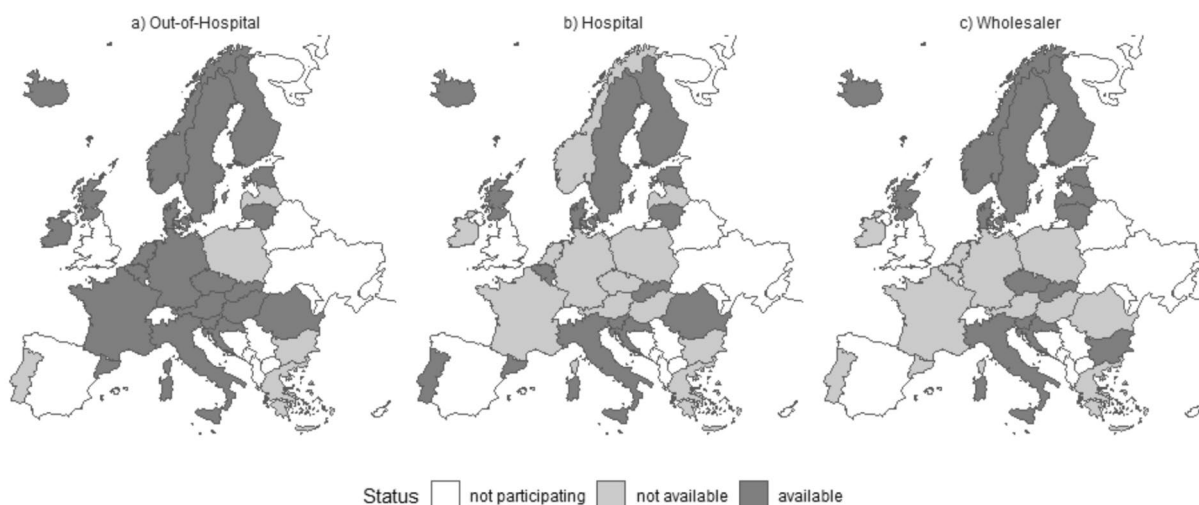 a) Out-of-Hospital
b) Hospital
c) Wholesaler
Status not participating not available available